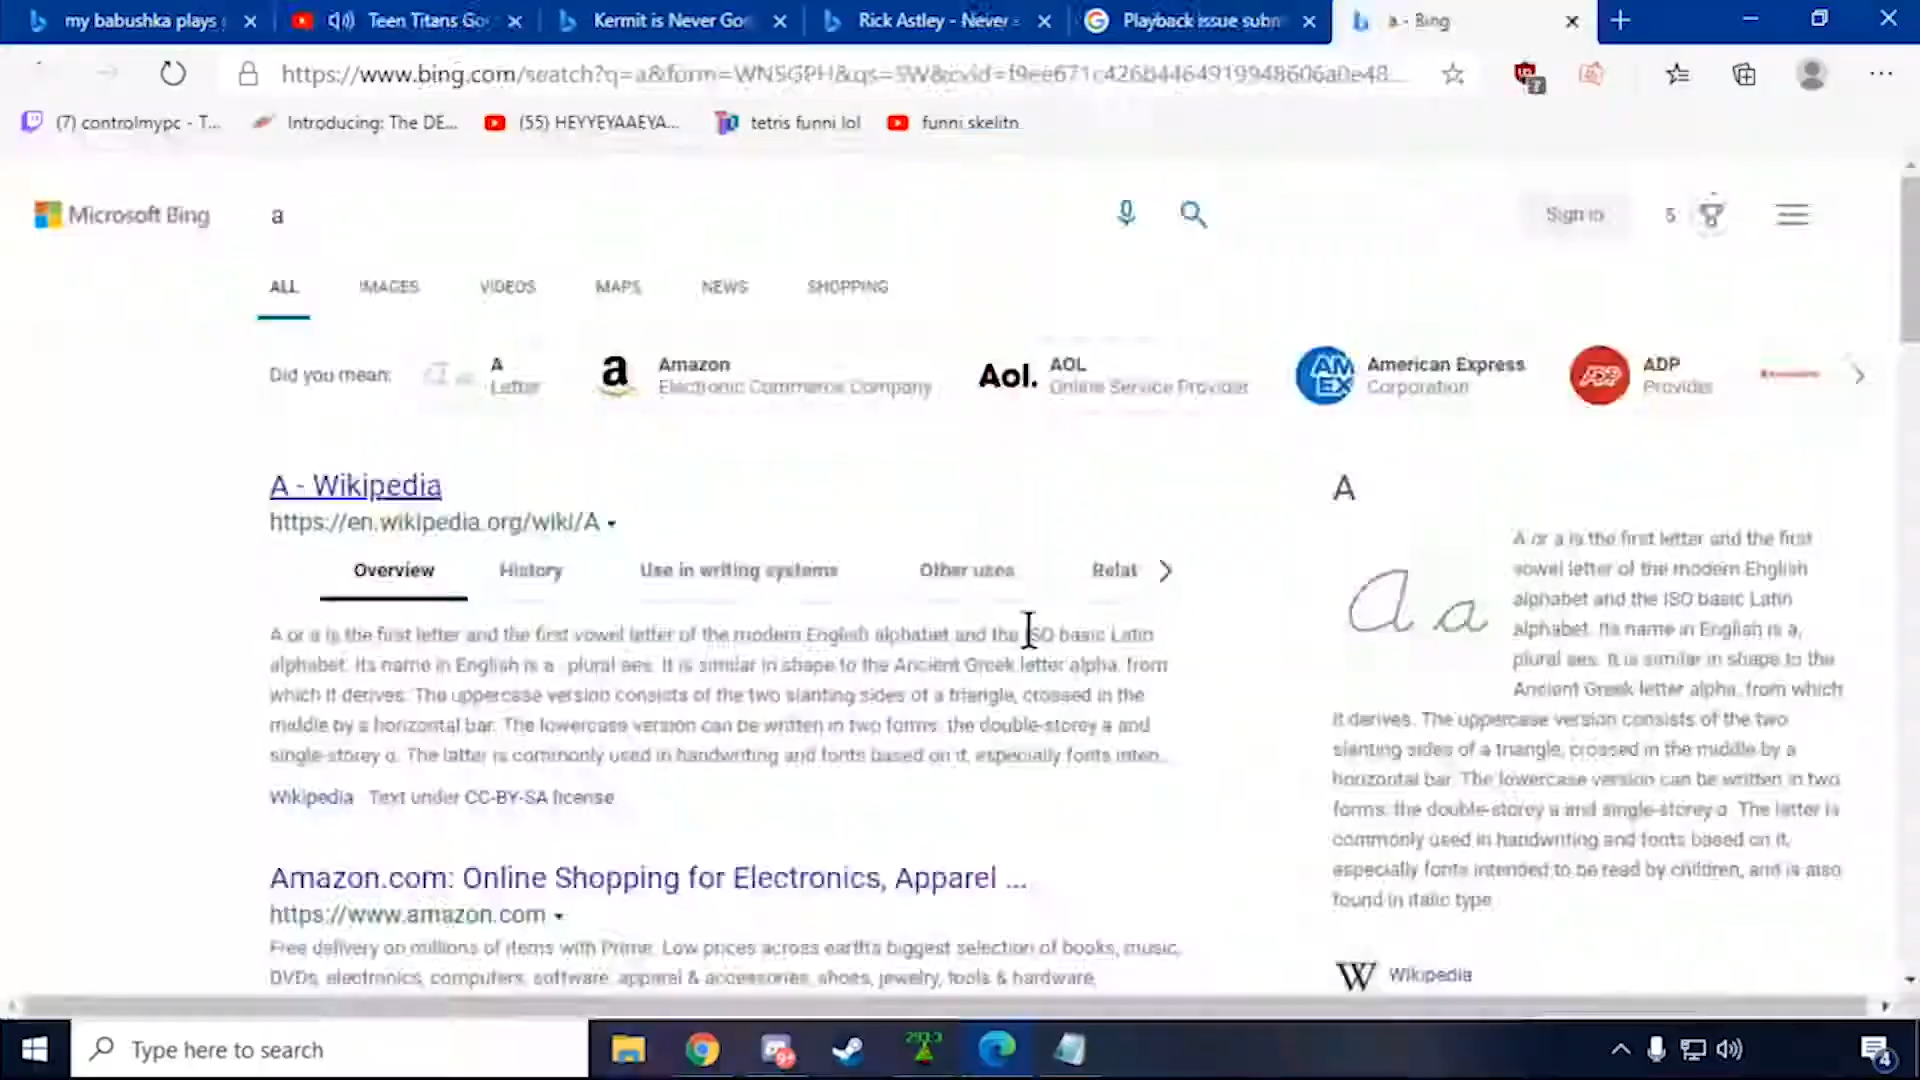 my babushka plays
Teen Titans Go
Kermit is Never Go
Rick Astley - Never
Playback issue subm
a - Bing
(7) controlmypc - T...
Introducing: The DE...
(55) HEYYEYAAEYA...
tetris funni lol
funni skelitn
Microsoft Bing
a
Sign in
5
ALL
IMAGES
VIDEOS
MAPS
NEWS
SHOPPING
Did you mean:
A
Letter
a
Amazon
Electronic Commerce Company
Aol.
AOL
Online Service Provider
AM
EX
American Express
Corporation
ADP
ADP
Provider
A - Wikipedia
https://en.wikipedia.org/wiki/A
Overview
History
Use in writing systems
Other uses
Relat
A or a is the first letter and the first vowel letter of the modern English alphabet and the ISO basic Latin
alphabet. Its name in English is a, plural aes. It is similar in shape to the Ancient Greek letter alpha, from
which it derives. The uppercase version consists of the two slanting sides of a triangle, crossed in the
middle by a horizontal bar. The lowercase version can be written in two forms: the double-storey a and
single-storey ɑ. The latter is commonly used in handwriting and fonts based on it, especially fonts inten...
Wikipedia Text under CC-BY-SA license
Amazon.com: Online Shopping for Electronics, Apparel ...
https://www.amazon.com
Free delivery on millions of items with Prime. Low prices across earth's biggest selection of books, music,
DVDs, electronics, computers, software, apparel & accessories, shoes, jewelry, tools & hardware,
A
A a
A or a is the first letter and the first
vowel letter of the modern English
alphabet and the ISO basic Latin
alphabet. Its name in English is a,
plural aes. It is similar in shape to the
Ancient Greek letter alpha, from which
it derives. The uppercase version consists of the two
slanting sides of a triangle, crossed in the middle by a
horizontal bar. The lowercase version can be written in two
forms: the double-storey a and single-storey ɑ. The latter is
commonly used in handwriting and fonts based on it,
especially fonts intended to be read by children, and is also
found in italic type.
W Wikipedia
Type here to search
9+
4